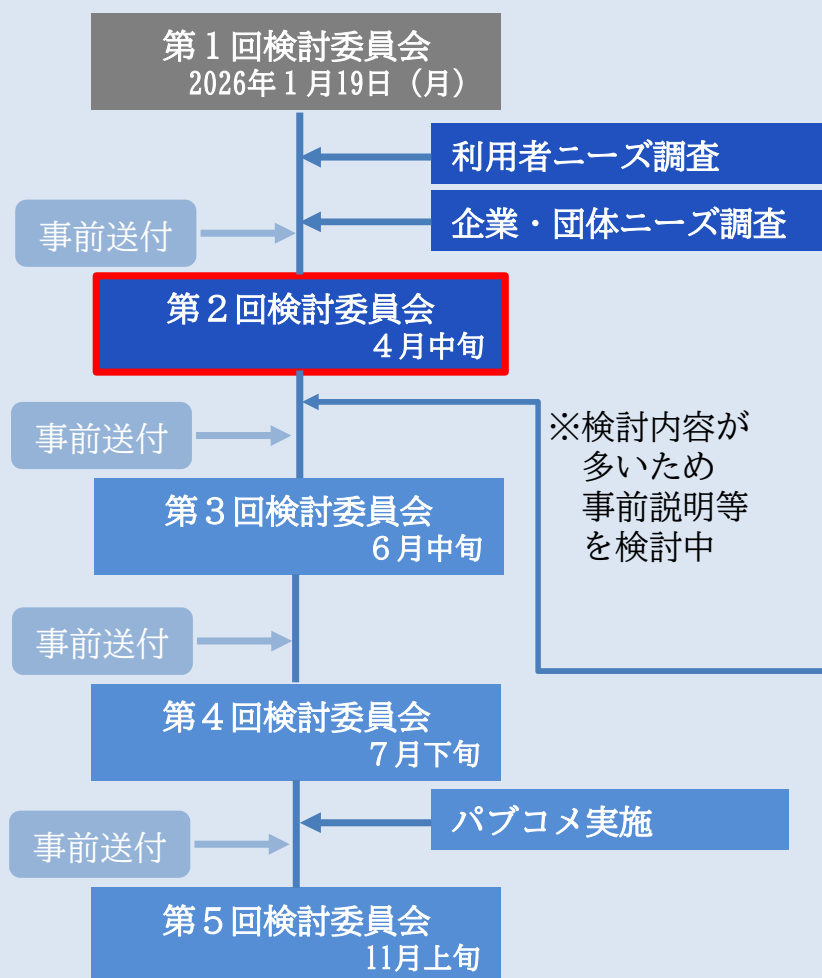 第１回検討委員会
2026年１月19日（月）
利用者ニーズ調査
企業・団体ニーズ調査
事前送付
第２回検討委員会
４月中旬
事前送付
※検討内容が
多いため
事前説明等
を検討中
第３回検討委員会
６月中旬
事前送付
第４回検討委員会
７月下旬
パブコメ実施
事前送付
第５回検討委員会
11月上旬